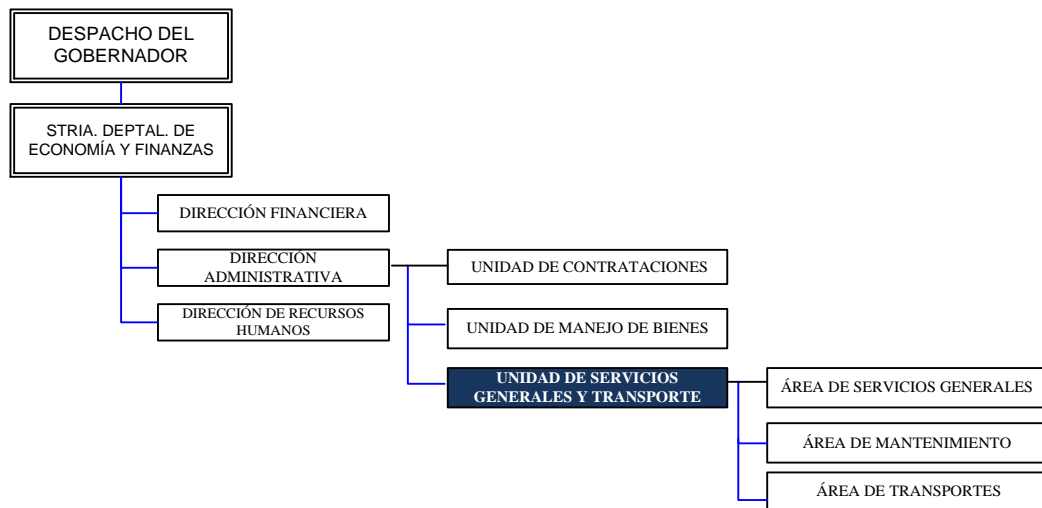 DESPACHO DEL
GOBERNADOR
STRIA. DEPTAL. DE
ECONOMÍA Y FINANZAS
DIRECCIÓN FINANCIERA
DIRECCIÓN
ADMINISTRATIVA
DIRECCIÓN DE RECURSOS
HUMANOS
UNIDAD DE CONTRATACIONES
UNIDAD DE MANEJO DE BIENES
UNIDAD DE SERVICIOS
GENERALES Y TRANSPORTE
ÁREA DE SERVICIOS GENERALES
ÁREA DE MANTENIMIENTO
ÁREA DE TRANSPORTES